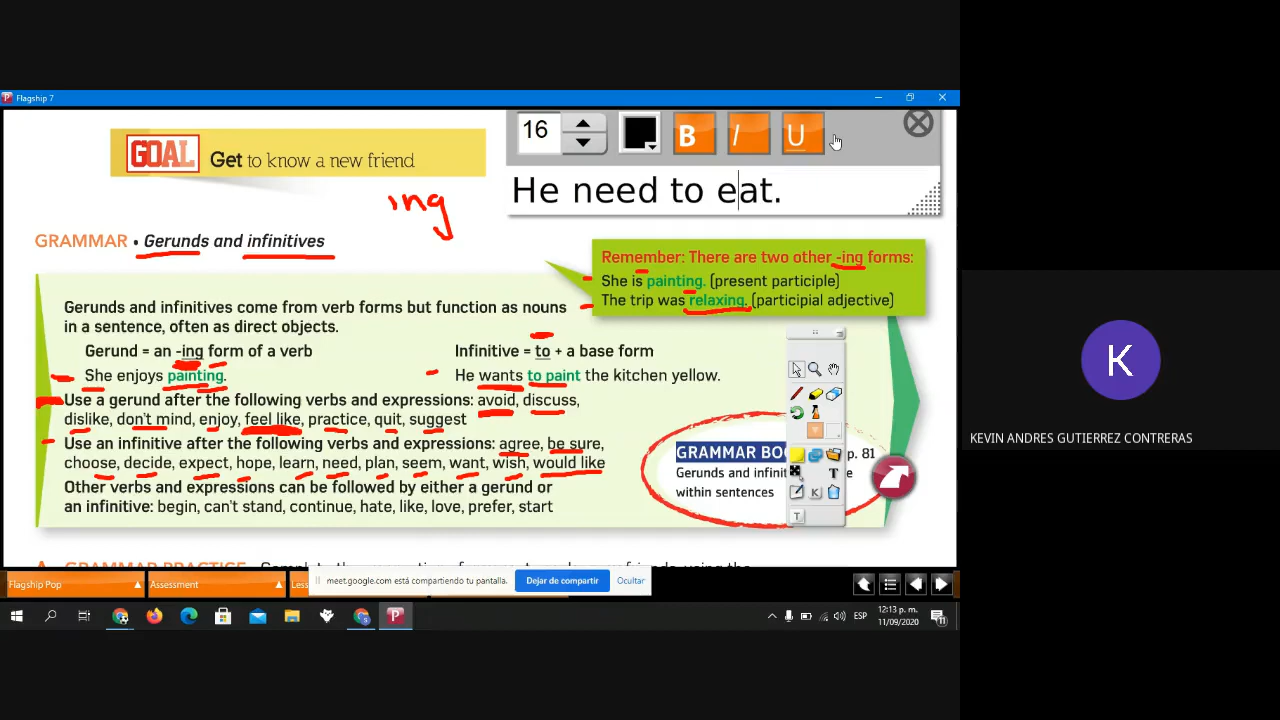 Flagship 7
GOAL Get to know a new friend
16 B I U
He need to eat.
ing
GRAMMAR • Gerunds and infinitives
Remember: There are two other -ing forms:
She is painting. (present participle)
The trip was relaxing. (participial adjective)
Gerunds and infinitives come from verb forms but function as nouns
in a sentence, often as direct objects.
Gerund = an -ing form of a verb
Infinitive = to + a base form
She enjoys painting.
He wants to paint the kitchen yellow.
Use a gerund after the following verbs and expressions: avoid, discuss,
dislike, don't mind, enjoy, feel like, practice, quit, suggest
Use an infinitive after the following verbs and expressions: agree, be sure,
choose, decide, expect, hope, learn, need, plan, seem, want, wish, would like
Other verbs and expressions can be followed by either a gerund or
an infinitive: begin, can't stand, continue, hate, like, love, prefer, start
GRAMMAR BO p. 81
Gerunds and infinit e
within sentences
T
K
T
K
KEVIN ANDRES GUTIERREZ CONTRERAS
Flagship Pop
Assessment
Less
meet.google.com está compartiendo tu pantalla.
Dejar de compartir
Ocultar
ESP
12:13 p. m.
11/09/2020